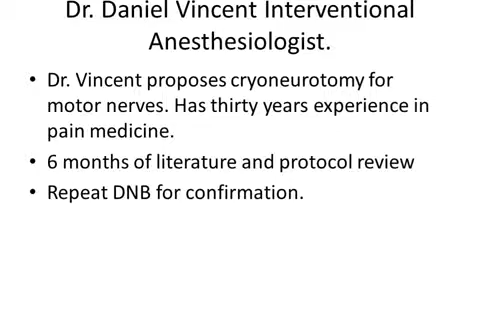 Dr. Daniel Vincent Interventional
Anesthesiologist.
• Dr. Vincent proposes cryoneurotomy for
motor nerves. Has thirty years experience in
pain medicine.
• 6 months of literature and protocol review
• Repeat DNB for confirmation.